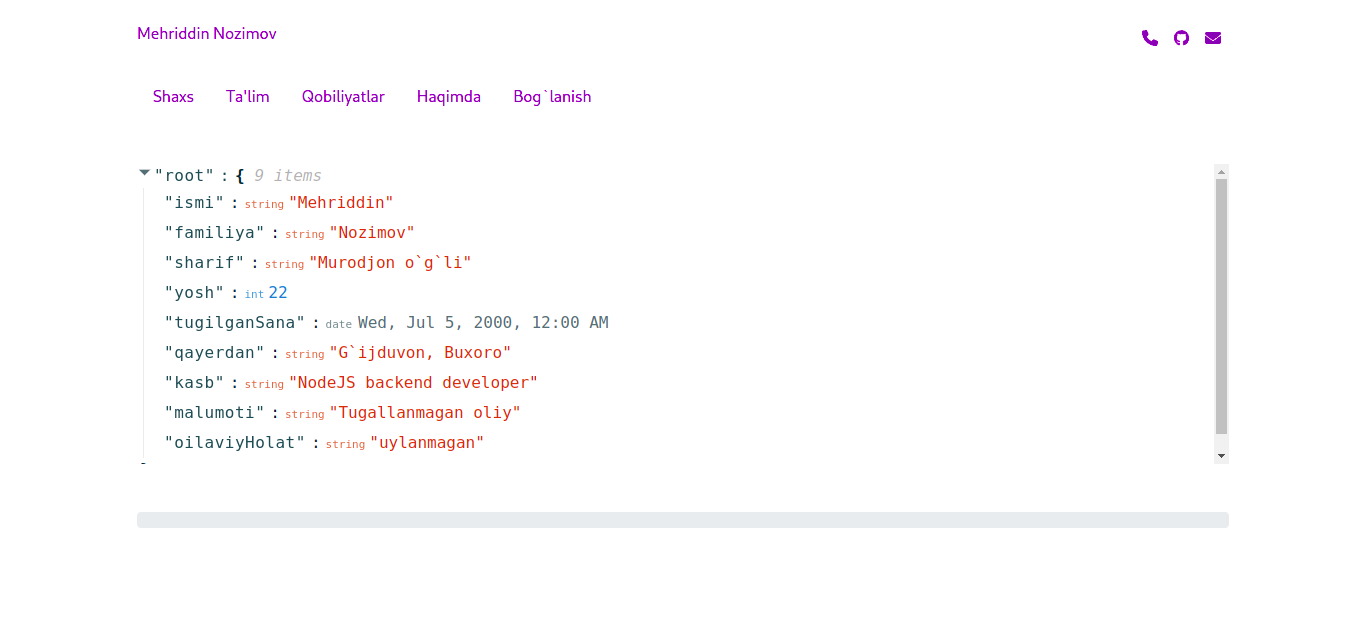 Mehriddin Nozimov
Shaxs Ta'lim Qobiliyatlar Haqimda Bog`lanish
"root" : { 9 items
"ismi" : string "Mehriddin"
"familiya" : string "Nozimov"
"sharif" : string "Murodjon o`g`li"
"yosh" : int 22
"tugilganSana" : date Wed, Jul 5, 2000, 12:00 AM
"qayerdan" : string "G`ijduvon, Buxoro"
"kasb" : string "NodeJS backend developer"
"malumoti" : string "Tugallanmagan oliy"
"oilaviyHolat" : string "uylanmagan"